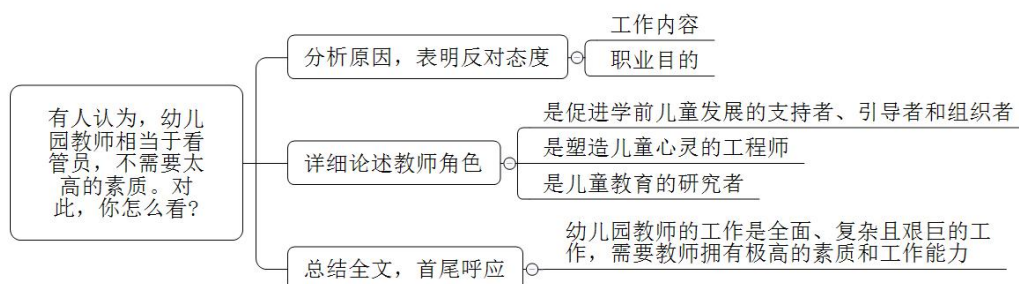 有人认为，幼儿
园教师相当于看
管员，不需要太
高的素质。对
此，你怎么看?
分析原因，表明反对态度
工作内容
职业目的
详细论述教师角色
是促进学前儿童发展的支持者、引导者和组织者
是塑造儿童心灵的工程师
是儿童教育的研究者
总结全文，首尾呼应
幼儿园教师的工作是全面、复杂且艰巨的工
作，需要教师拥有极高的素质和工作能力